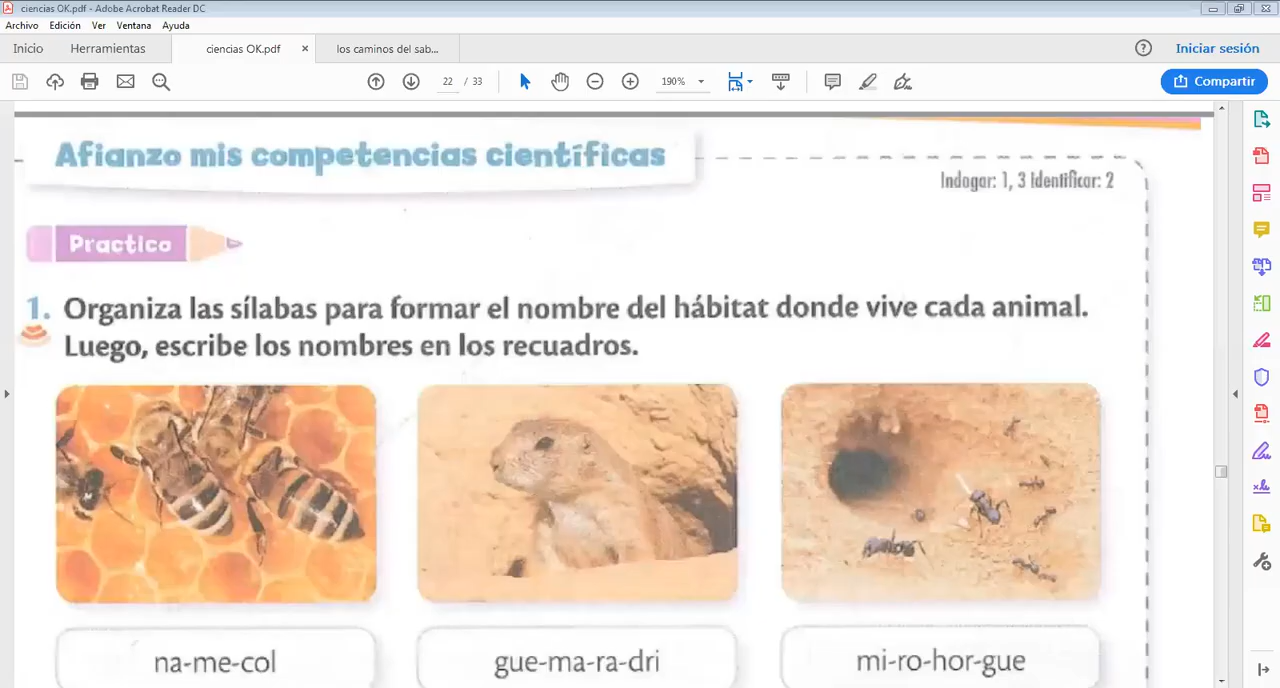 ciencias OK.pdf - Adobe Acrobat Reader DC
Archivo Edición Ver Ventana Ayuda
Inicio Herramientas ciencias OK.pdf × los caminos del sab... Iniciar sesión
22 / 33 190% Compartir
Afianzo mis competencias científicas
Indagar: 1, 3 Identificar: 2
Practico
1. Organiza las sílabas para formar el nombre del hábitat donde vive cada animal.
Luego, escribe los nombres en los recuadros.
na-me-col gue-ma-ra-dri mi-ro-hor-gue